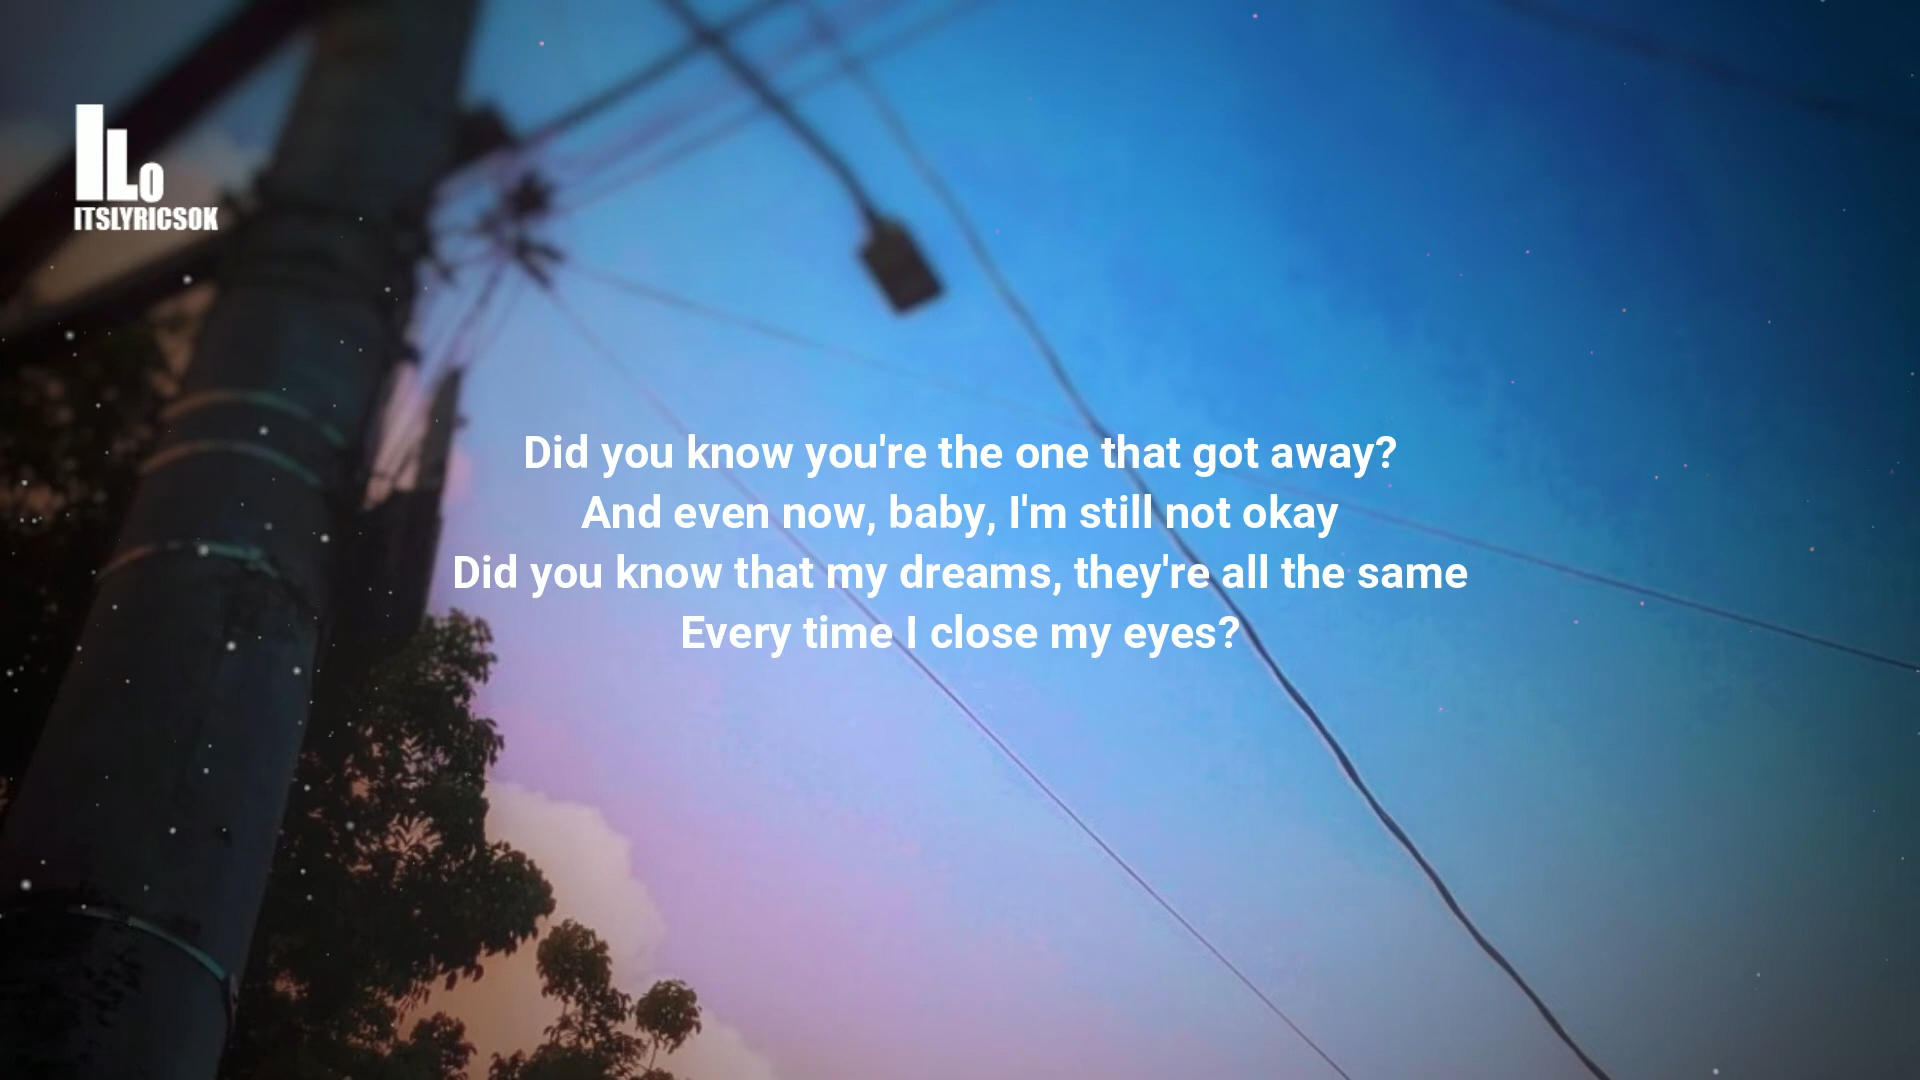 ILO
ITSLYRICSOK
Did you know you're the one that got away?
And even now, baby, I'm still not okay
Did you know that my dreams, they're all the same
Every time I close my eyes?